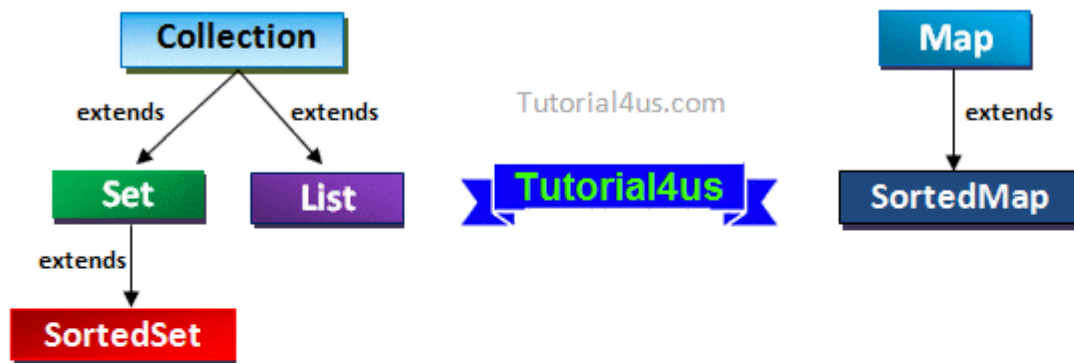 Collection
Map
extends
extends
Tutorial4us.com
extends
Set
List
Tutorial4us
SortedMap
extends
SortedSet